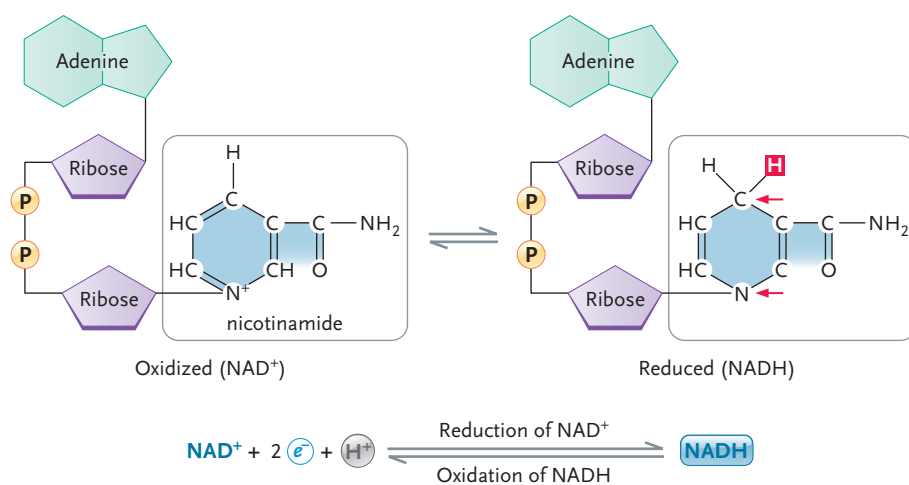 Adenine
Adenine
Ribose
H
Ribose
H H
P
P
C
C
HC C C NH2
HC C C NH2
P
P
HC CH O
HC C O
Ribose
N+
Ribose
N
nicotinamide
Oxidized (NAD+)
Reduced (NADH)
Reduction of NAD+
NAD+ + 2 e- + H+
NADH
Oxidation of NADH